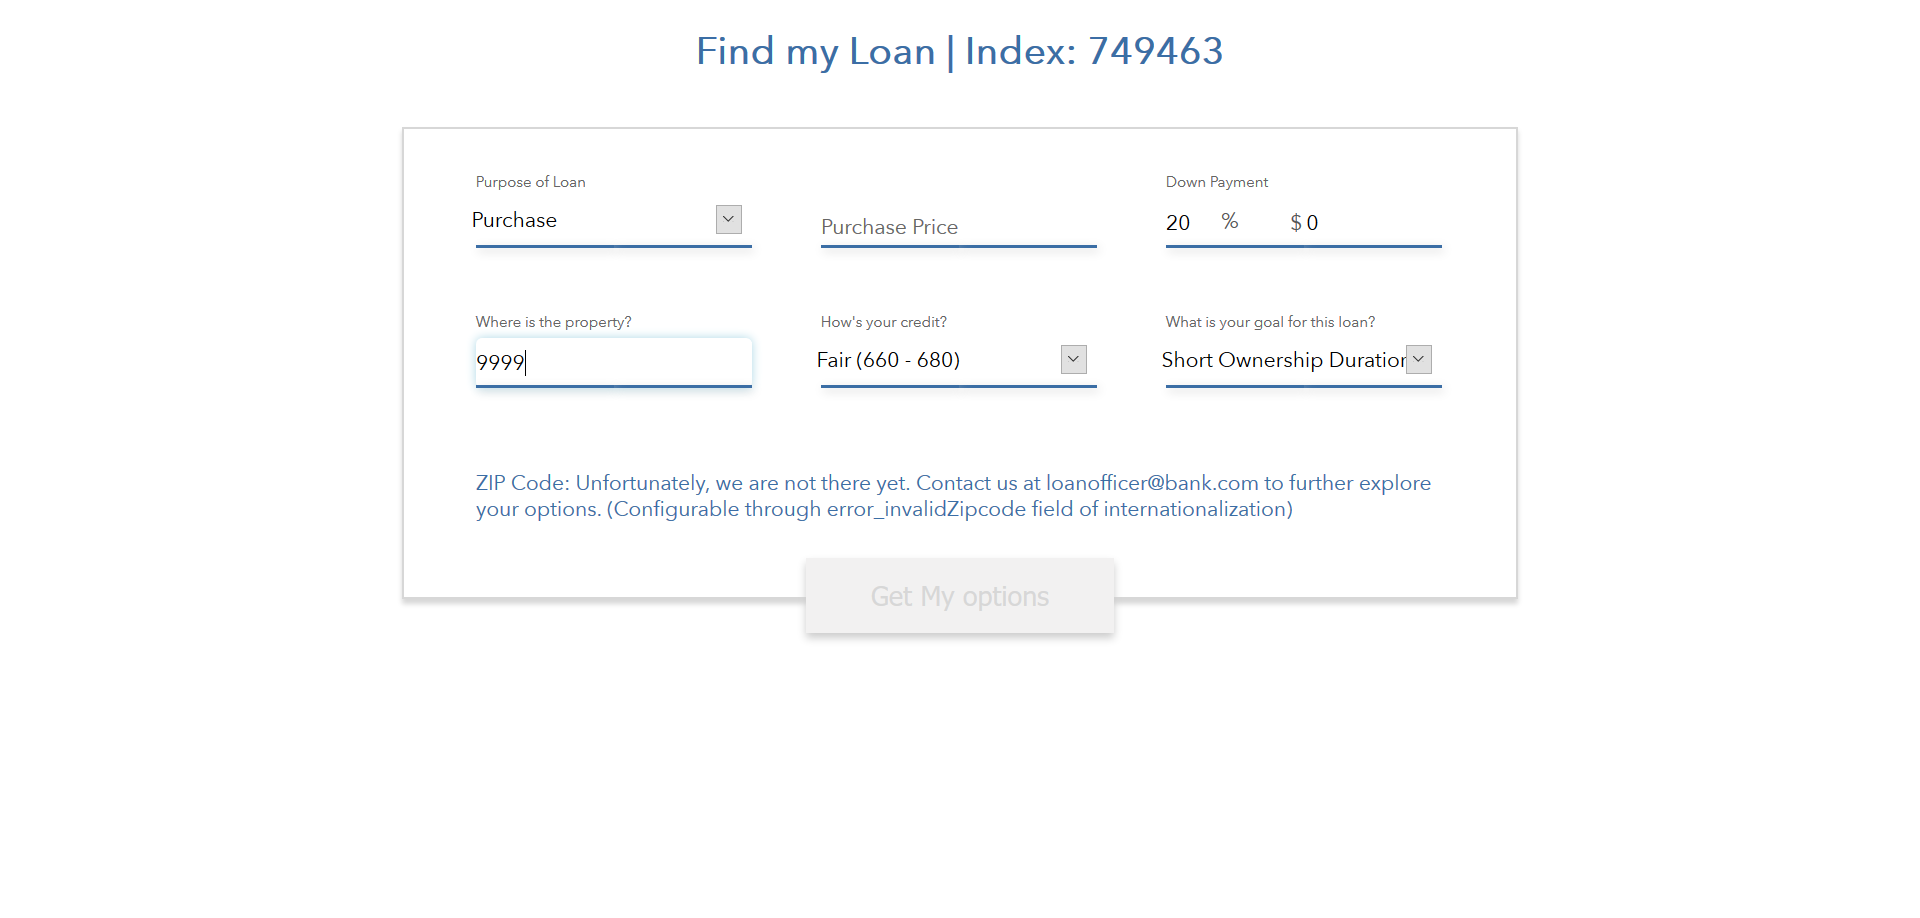 Find my Loan | Index: 749463
Purpose of Loan
Purchase
Purchase Price
Down Payment
20 % $ 0
Where is the property?
9999
How's your credit?
Fair (660 - 680)
What is your goal for this loan?
Short Ownership Duration
ZIP Code: Unfortunately, we are not there yet. Contact us at loanofficer@bank.com to further explore
your options. (Configurable through error_invalidZipcode field of internationalization)
Get My options